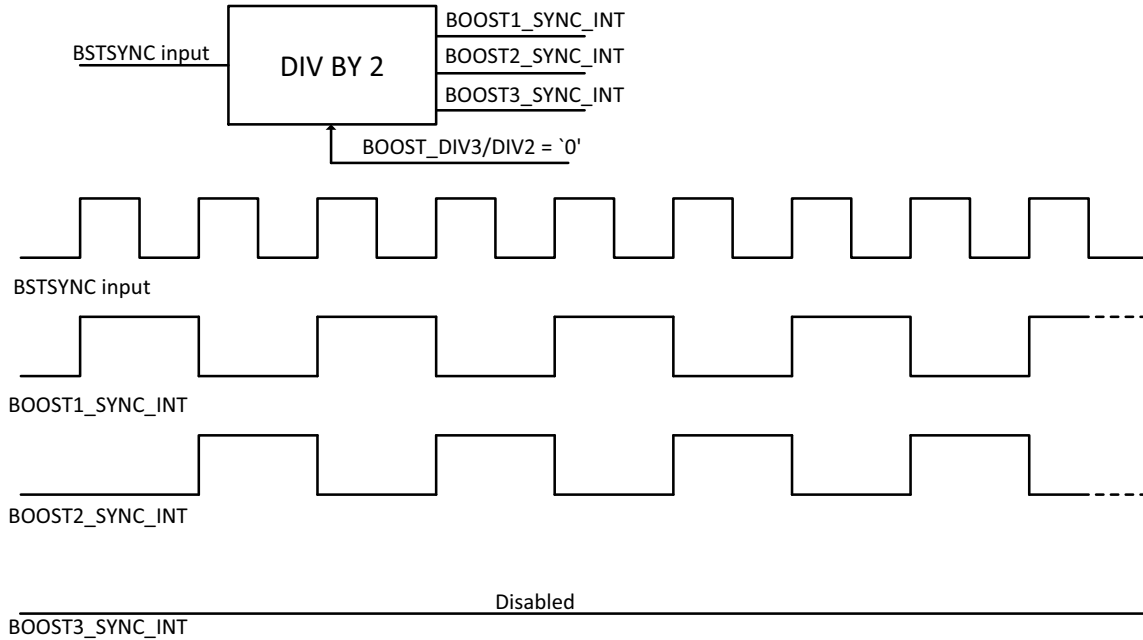 BOOST1_SYNC_INT
BSTSYNC input
BOOST2_SYNC_INT
DIV BY 2
BOOST3_SYNC_INT
BOOST_DIV3/DIV2 = `0'
BSTSYNC input
BOOST1_SYNC_INT
BOOST2_SYNC_INT
Disabled
BOOST3_SYNC_INT